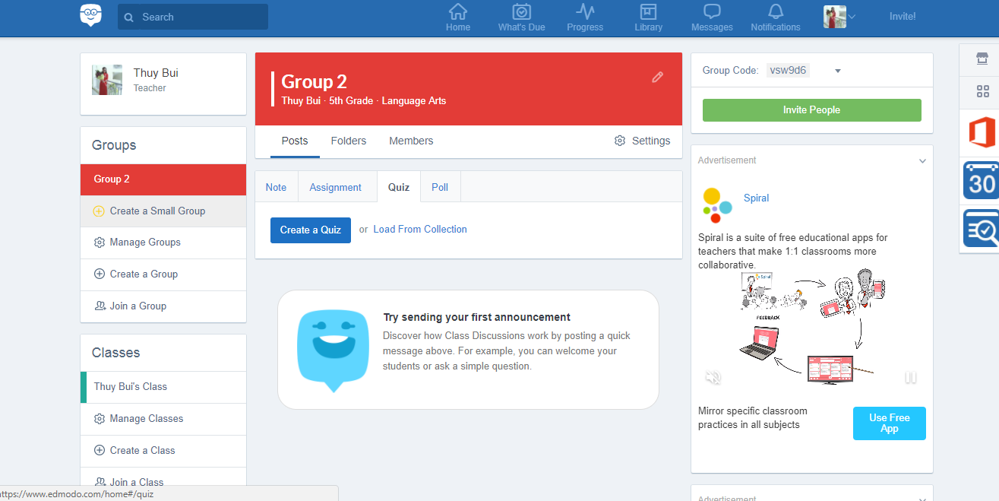 Search
Home
What's Due
Progress
Library
Messages
Notifications
Invite!
Thuy Bui
Teacher
Groups
Group 2
Create a Small Group
Manage Groups
Create a Group
Join a Group
Classes
Thuy Bui's Class
Manage Classes
Create a Class
Join a Class
Group 2
Thuy Bui · 5th Grade · Language Arts
Posts
Folders
Members
Settings
Note
Assignment
Quiz
Poll
Create a Quiz or Load From Collection
Try sending your first announcement
Discover how Class Discussions work by posting a quick
message above. For example, you can welcome your
students or ask a simple question.
Group Code: vsw9d6
Invite People
Advertisement
Spiral
Spiral is a suite of free educational apps for
teachers that make 1:1 classrooms more
collaborative.
Spiral
FEEDBACK
Mirror specific classroom
practices in all subjects
Use Free
App
Advertisement
30
ttps://www.edmodo.com/home#/quiz